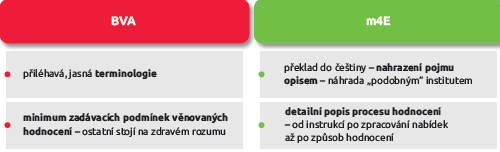 BVA
m4E
přiléhavá, jasná terminologie
překlad do češtiny – nahrazení pojmu
opisem – náhrada „podobným" institutem
minimum zadávacích podmínek věnovaných
hodnocení – ostatní stojí na zdravém rozumu
detailní popis procesu hodnocení
– od instrukcí po zpracování nabídek
až po způsob hodnocení